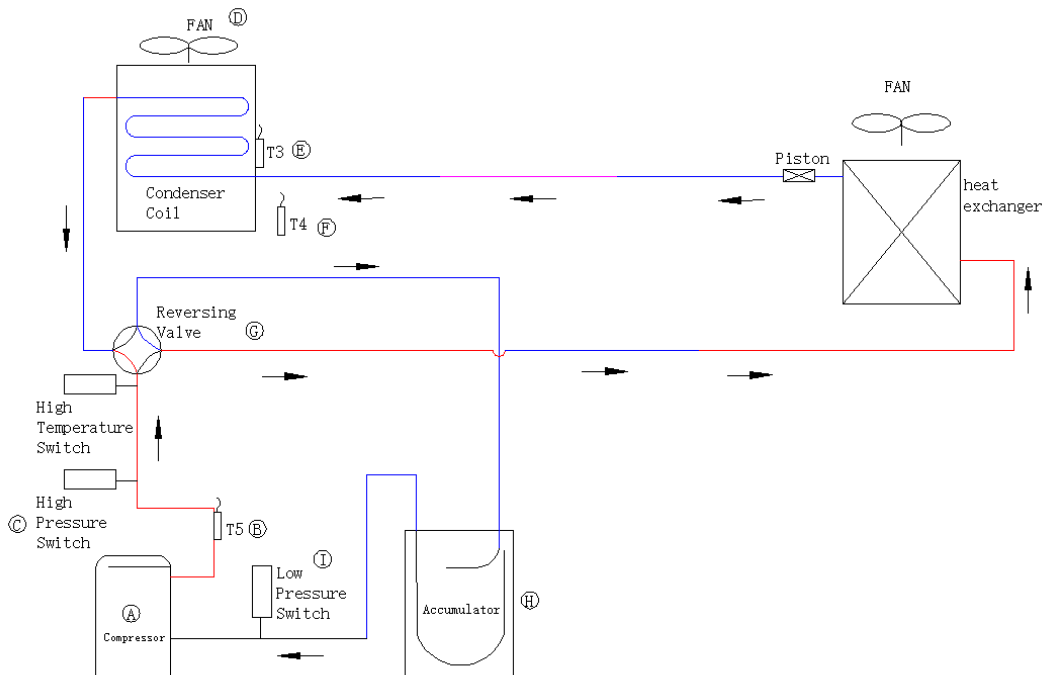 FAN Ⓓ
FAN
T3 Ⓔ
Piston
Condenser
Coil
heat
exchanger
T4 Ⓕ
Reversing
Valve Ⓖ
High
Temperature
Switch
High
Ⓒ Pressure
Switch
T5 Ⓑ
Ⓘ
Low
Pressure
Switch
Ⓐ
Compressor
Accumulator Ⓗ